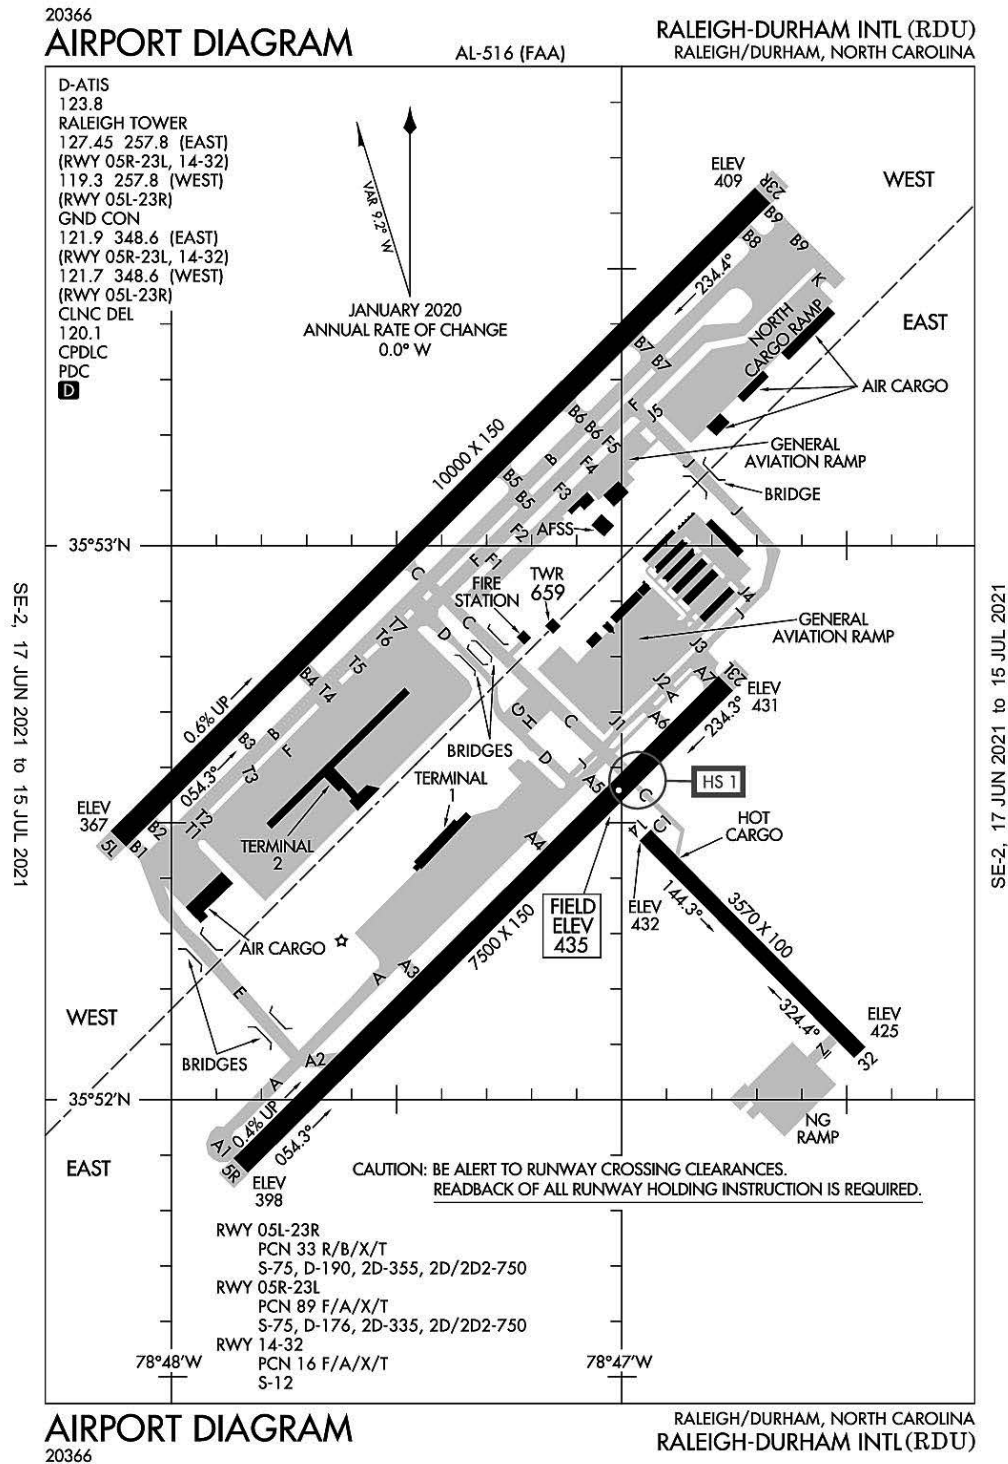 20366
AIRPORT DIAGRAM
AL-516 (FAA)
RALEIGH-DURHAM INTL (RDU)
RALEIGH/DURHAM, NORTH CAROLINA
D-ATIS
123.8
RALEIGH TOWER
127.45 257.8 (EAST)
(RWY 05R-23L, 14-32)
119.3 257.8 (WEST)
(RWY 05L-23R)
GND CON
121.9 348.6 (EAST)
(RWY 05R-23L, 14-32)
121.7 348.6 (WEST)
(RWY 05L-23R)
CLNC DEL
120.1
CPDLC
PDC
D
VAR 9.2° W
JANUARY 2020
ANNUAL RATE OF CHANGE
0.0° W
ELEV
409
23R
WEST
B9
B9
B8
234.4°
K
EAST
NORTH
CARGO RAMP
AIR CARGO
B7
B7
F
J5
B6
B6
F5
GENERAL
AVIATION RAMP
10000 X 150
B
F4
J
BRIDGE
B5
B5
F3
J
AFSS
F2
35°53'N
C
F
F1
FIRE
STATION
TWR
659
J4
J
GENERAL
AVIATION RAMP
T7
T6
D
C
J3
T5
A7
23L
ELEV
431
B4
T4
J2
A
A6
234.3°
0.6% UP
G
H
C
J1
BRIDGES
B3
B
F
T3
054.3°
D
J
A5
HS 1
C
TERMINAL
1
ELEV
367
T2
T1
B2
B1
5L
TERMINAL
2
A4
14
C1
HOT
CARGO
FIELD
ELEV
435
ELEV
432
144.3°
3570 X 100
7500 X 150
AIR CARGO
A
A3
E
WEST
BRIDGES
324.4°
ELEV
425
32
A2
A
N
35°52'N
0.4% UP
054.3°
NG
RAMP
A1
5R
EAST
ELEV
398
CAUTION: BE ALERT TO RUNWAY CROSSING CLEARANCES.
READBACK OF ALL RUNWAY HOLDING INSTRUCTION IS REQUIRED.
RWY 05L-23R
PCN 33 R/B/X/T
S-75, D-190, 2D-355, 2D/2D2-750
RWY 05R-23L
PCN 89 F/A/X/T
S-75, D-176, 2D-335, 2D/2D2-750
RWY 14-32
PCN 16 F/A/X/T
S-12
78°48'W
78°47'W
SE-2, 17 JUN 2021 to 15 JUL 2021
SE-2, 17 JUN 2021 to 15 JUL 2021
AIRPORT DIAGRAM
20366
RALEIGH/DURHAM, NORTH CAROLINA
RALEIGH-DURHAM INTL (RDU)